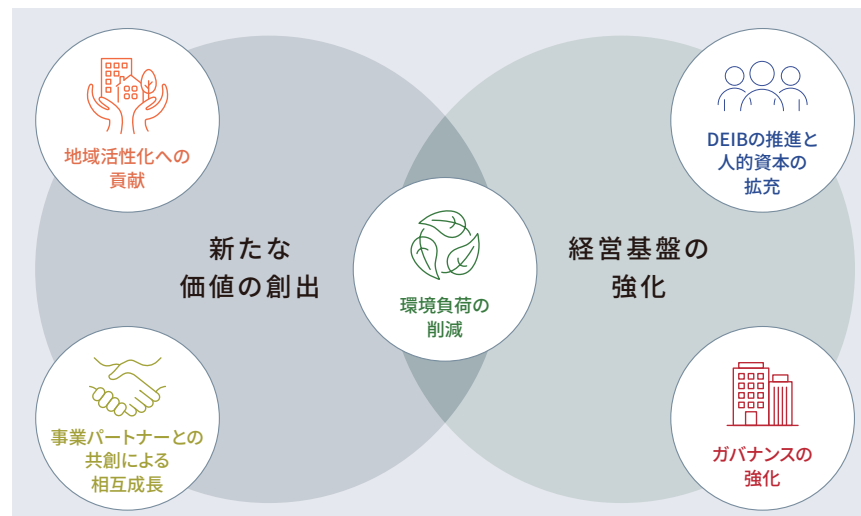 地域活性化への
貢献
DEIBの推進と
人的資本の
拡充
新たな
価値の創出
環境負荷の
削減
経営基盤の
強化
事業パートナーとの
共創による
相互成長
ガバナンスの
強化